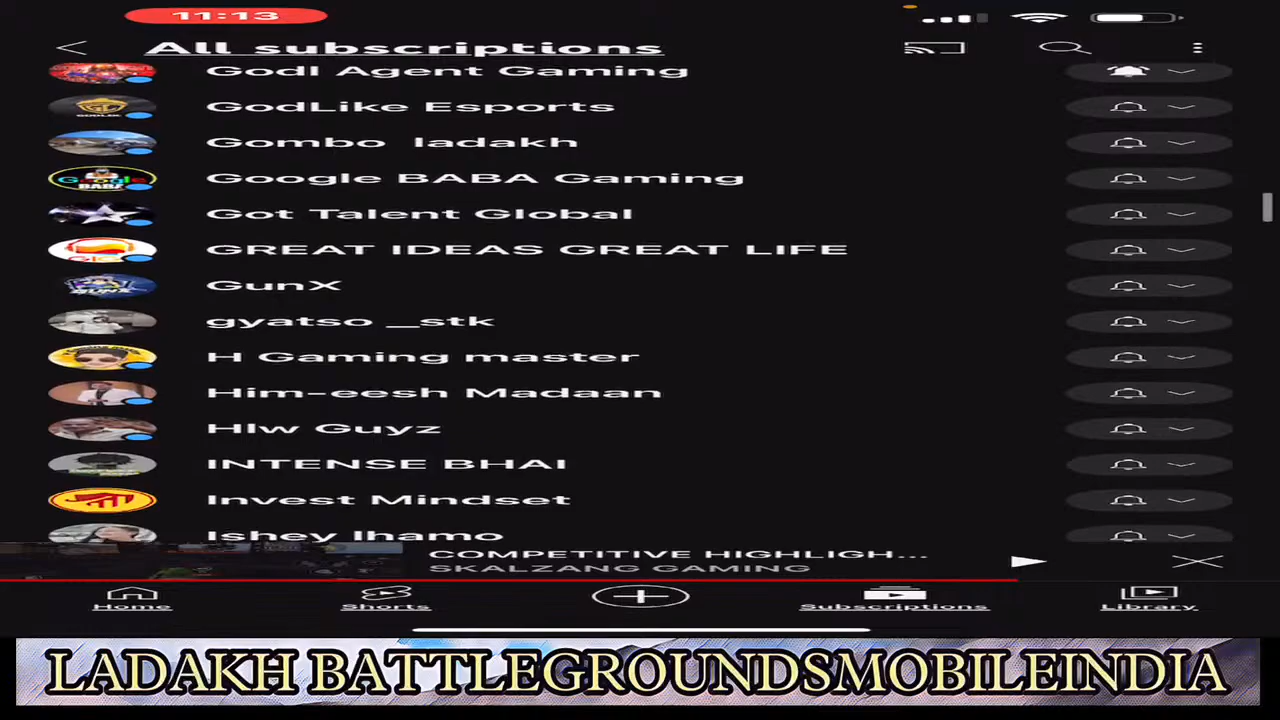 11:13
All subscriptions
Godl Agent Gaming
GodLike Esports
Gombo ladakh
Google BABA Gaming
Got Talent Global
GREAT IDEAS GREAT LIFE
GunX
gyatso __stk
H Gaming master
Him-eesh Madaan
Hlw Guyz
INTENSE BHAI
Invest Mindset
Ishey lhamo
COMPETITIVE HIGHLIGH...
SKALZANG GAMING
Home
Shorts
Subscriptions
Library
LADAKH BATTLEGROUNDSMOBILEINDIA